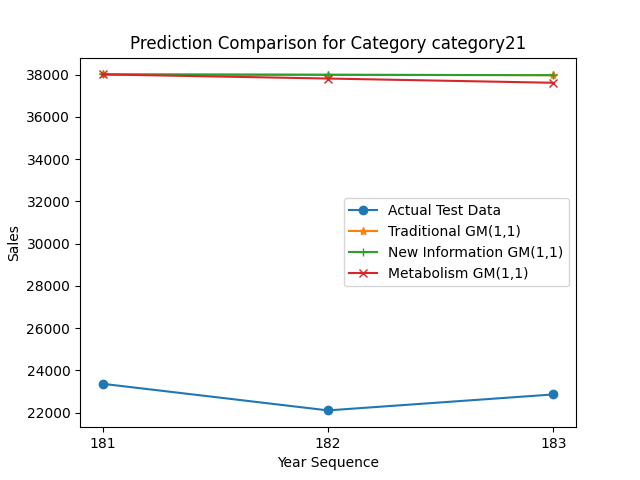 Prediction Comparison for Category category21
38000
36000
34000
32000
30000
28000
26000
24000
22000
Sales
Actual Test Data
Traditional GM(1,1)
New Information GM(1,1)
Metabolism GM(1,1)
181
182
183
Year Sequence